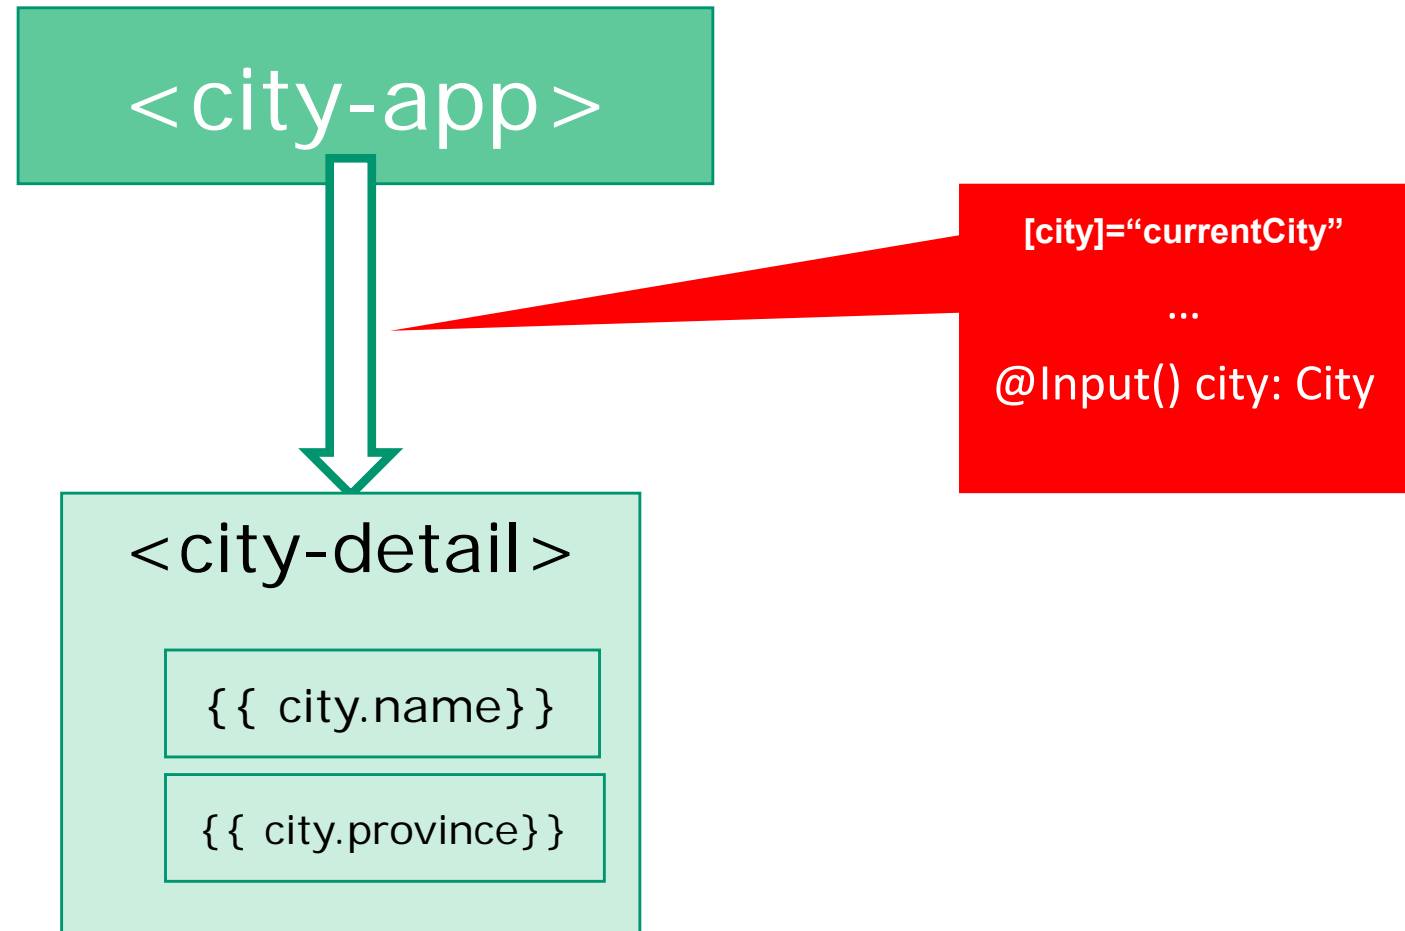 <city-app>
[city]=“currentCity”
…
@Input() city: City
<city-detail>
{{ city.name}}
{{ city.province}}